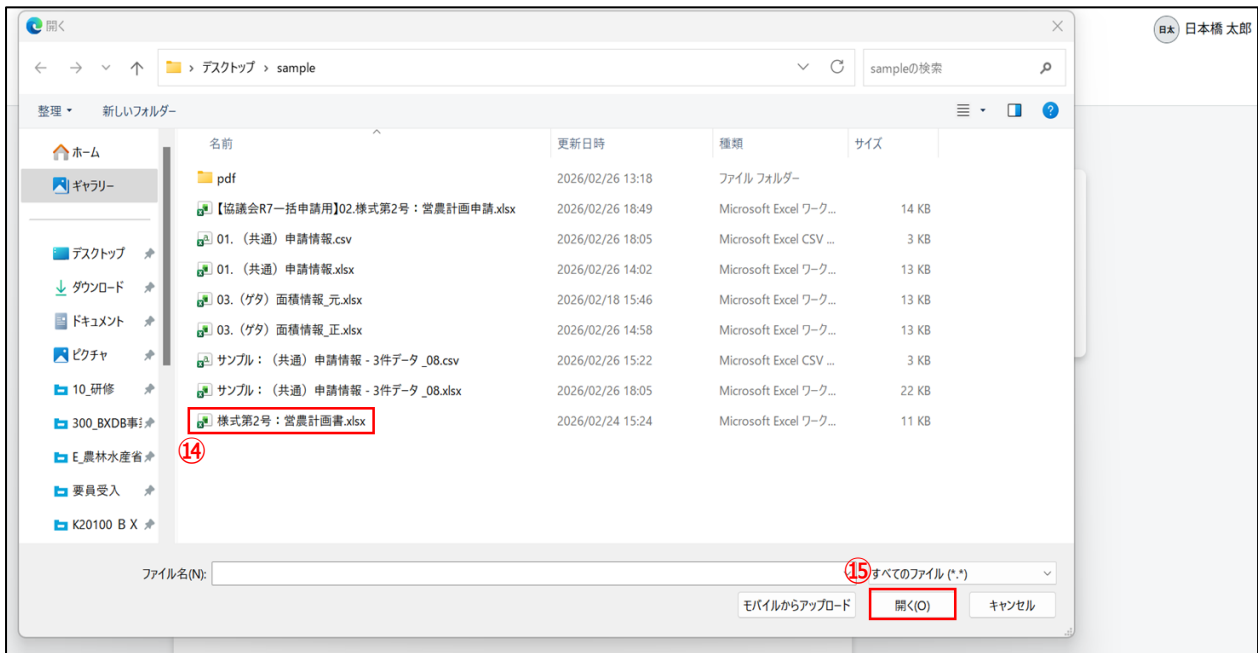 開く
日太 日本橋 太郎
デスクトップ › sample
sampleの検索
整理 新しいフォルダー
名前 更新日時 種類 サイズ
ホーム
ギャラリー
デスクトップ
ダウンロード
ドキュメント
ピクチャ
10_研修
300_BXDB事
E_農林水産省
要員受入
K20100 B X
pdf 2026/02/26 13:18 ファイル フォルダー
【協議会R7一括申請用】02.様式第2号：営農計画申請.xlsx 2026/02/26 18:49 Microsoft Excel ワーク... 14 KB
01. （共通）申請情報.csv 2026/02/26 18:05 Microsoft Excel CSV ... 3 KB
01. （共通）申請情報.xlsx 2026/02/26 14:02 Microsoft Excel ワーク... 13 KB
03.（ゲタ）面積情報_元.xlsx 2026/02/18 15:46 Microsoft Excel ワーク... 13 KB
03.（ゲタ）面積情報_正.xlsx 2026/02/26 14:58 Microsoft Excel ワーク... 13 KB
サンプル：（共通）申請情報 - 3件データ _08.csv 2026/02/26 15:22 Microsoft Excel CSV ... 3 KB
サンプル：（共通）申請情報 - 3件データ _08.xlsx 2026/02/26 18:05 Microsoft Excel ワーク... 22 KB
様式第2号：営農計画書.xlsx 2026/02/24 15:24 Microsoft Excel ワーク... 11 KB
⑭
ファイル名(N): ⑮ すべてのファイル (*.*)
モバイルからアップロード 開く(O) キャンセル